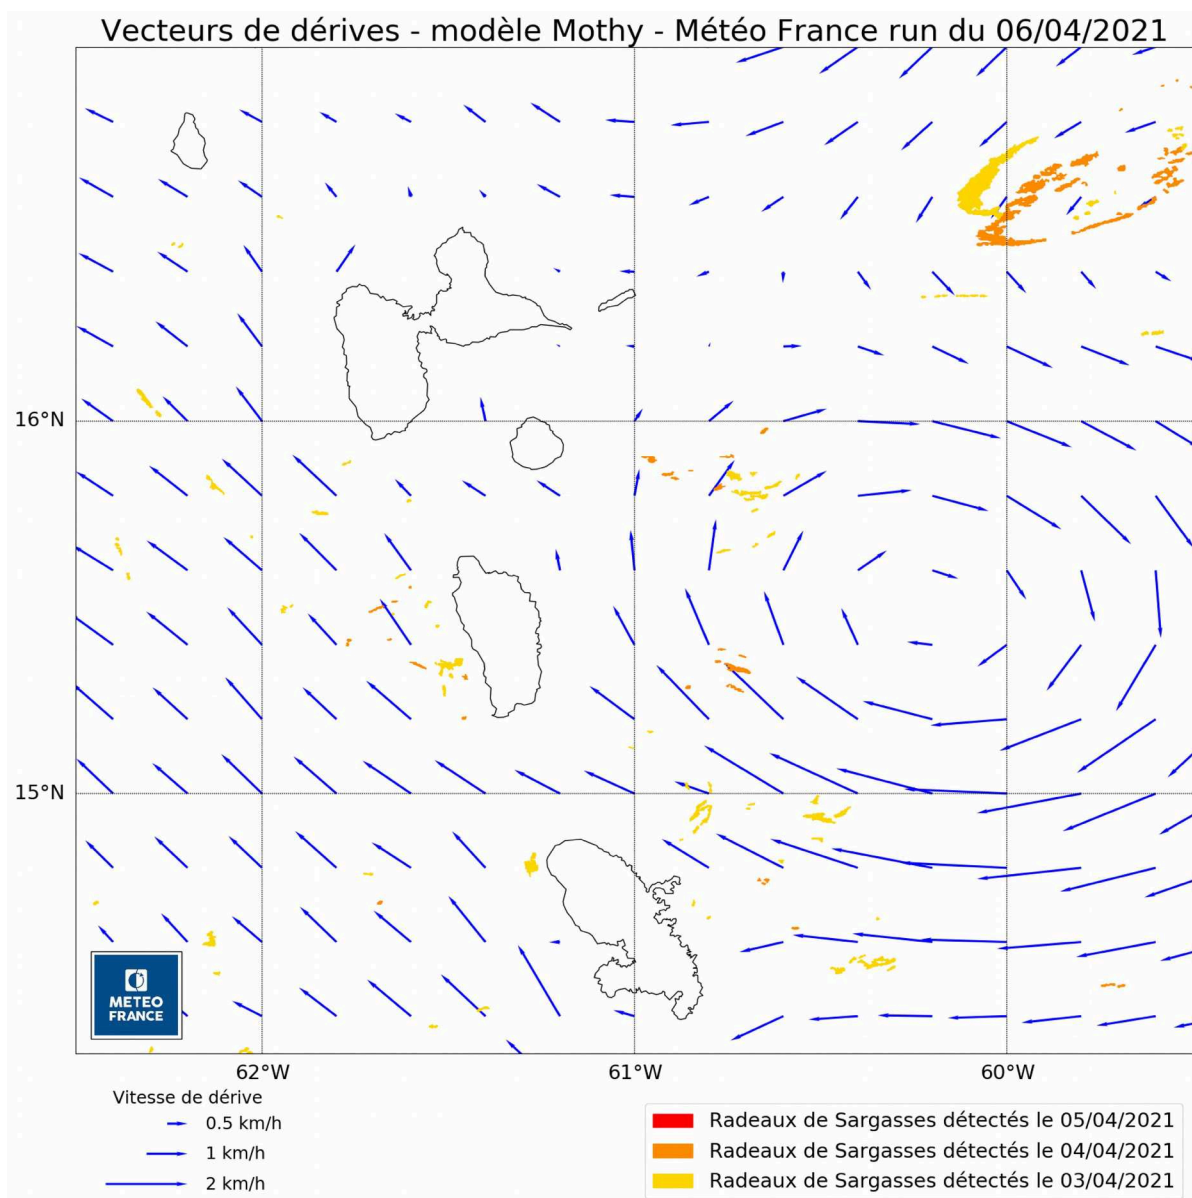 Vecteurs de dérives - modèle Mothy - Météo France run du 06/04/2021
16°N
15°N
METEO
FRANCE
62°W
61°W
60°W
Vitesse de dérive
0.5 km/h
1 km/h
2 km/h
Radeaux de Sargasses détectés le 05/04/2021
Radeaux de Sargasses détectés le 04/04/2021
Radeaux de Sargasses détectés le 03/04/2021